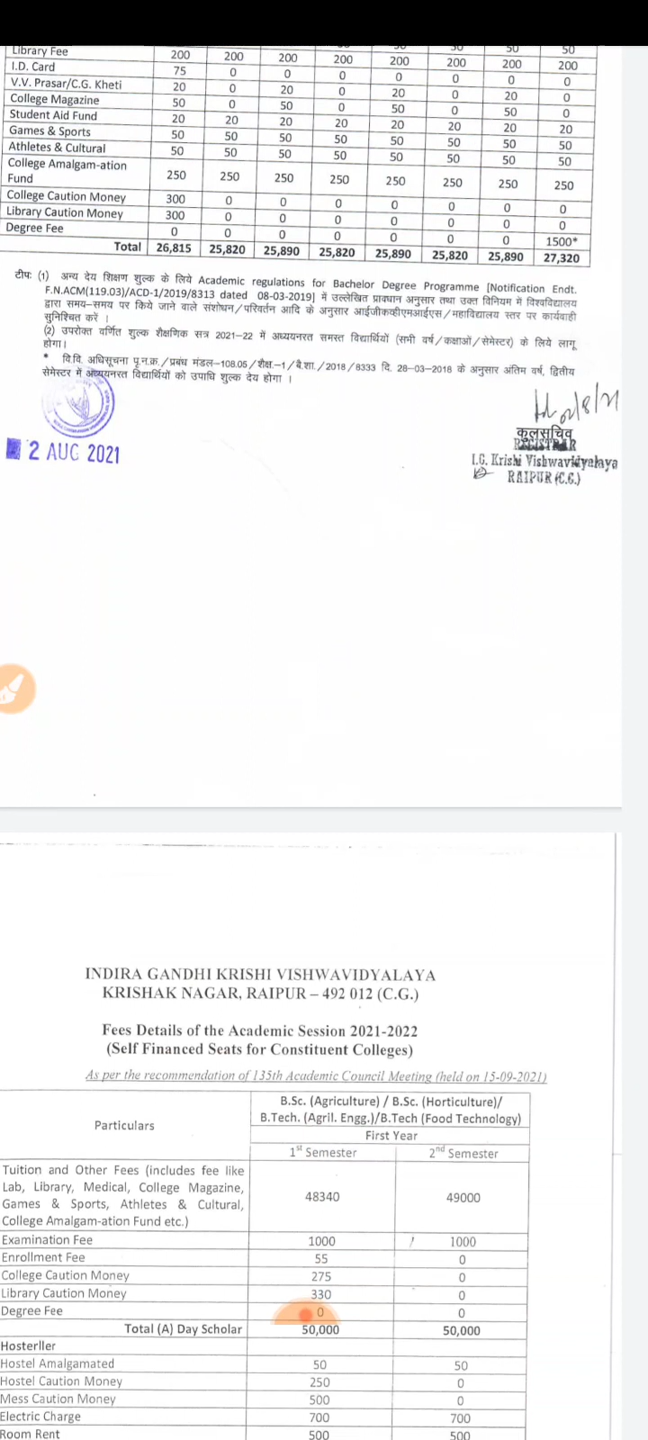 Library Fee 50 50 50
200 200 200 200 200 200 200 200
I.D. Card 75 0 0 0 0 0 0 0
V.V. Prasar/C.G. Kheti 20 0 20 0 20 0 20 0
College Magazine 50 0 50 0 50 0 50 0
Student Aid Fund 20 20 20 20 20 20 20 20
Games & Sports 50 50 50 50 50 50 50 50
Athletes & Cultural 50 50 50 50 50 50 50 50
College Amalgam-ation
Fund 250 250 250 250 250 250 250 250
College Caution Money 300 0 0 0 0 0 0 0
Library Caution Money 300 0 0 0 0 0 0 0
Degree Fee 0 0 0 0 0 0 0 1500*
Total 26,815 25,820 25,890 25,820 25,890 25,820 25,890 27,320
टीपः (1) अन्य देय शिक्षण शुल्क के लिये Academic regulations for Bachelor Degree Programme [Notification Endt.
F.N.ACM(119.03)/ACD-1/2019/8313 dated 08-03-2019] में उल्लेखित प्रावधान अनुसार तथा उक्त विनियम में विश्वविद्यालय
द्वारा समय-समय पर किये जाने वाले संशोधन/परिवर्तन आदि के अनुसार आईजीकेव्हीएमआईएस/महाविद्यालय स्तर पर कार्यवाही
सुनिश्चित करें ।
(2) उपरोक्त वर्णित शुल्क शैक्षणिक सत्र 2021-22 में अध्ययनरत समस्त विद्यार्थियों (सभी वर्ष/कक्षाओं/सेमेस्टर) के लिये लागू
होगा।
* वि.वि. अधिसूचना पृ.न.क्र./प्रबंध मंडल-108.05/शैक्ष.-1/बै.शा./2018/8333 दि. 28-03-2018 के अनुसार अंतिम वर्ष, द्वितीय
सेमेस्टर में अध्ययनरत विद्यार्थियों को उपाधि शुल्क देय होगा ।
02/8/21
2 AUG 2021
कुलसचिव
REGISTRAR
I.G. Krishi Vishwavidyalaya
RAIPUR (C.G.)
INDIRA GANDHI KRISHI VISHWAVIDYALAYA
KRISHAK NAGAR, RAIPUR – 492 012 (C.G.)
Fees Details of the Academic Session 2021-2022
(Self Financed Seats for Constituent Colleges)
As per the recommendation of 135th Academic Council Meeting (held on 15-09-2021)
Particulars
B.Sc. (Agriculture) / B.Sc. (Horticulture)/
B.Tech. (Agril. Engg.)/B.Tech (Food Technology)
First Year
1st Semester 2nd Semester
Tuition and Other Fees (includes fee like
Lab, Library, Medical, College Magazine,
Games & Sports, Athletes & Cultural,
College Amalgam-ation Fund etc.) 48340 49000
Examination Fee 1000 1000
Enrollment Fee 55 0
College Caution Money 275 0
Library Caution Money 330 0
Degree Fee 0 0
Total (A) Day Scholar 50,000 50,000
Hosterller
Hostel Amalgamated 50 50
Hostel Caution Money 250 0
Mess Caution Money 500 0
Electric Charge 700 700
Room Rent 500 500